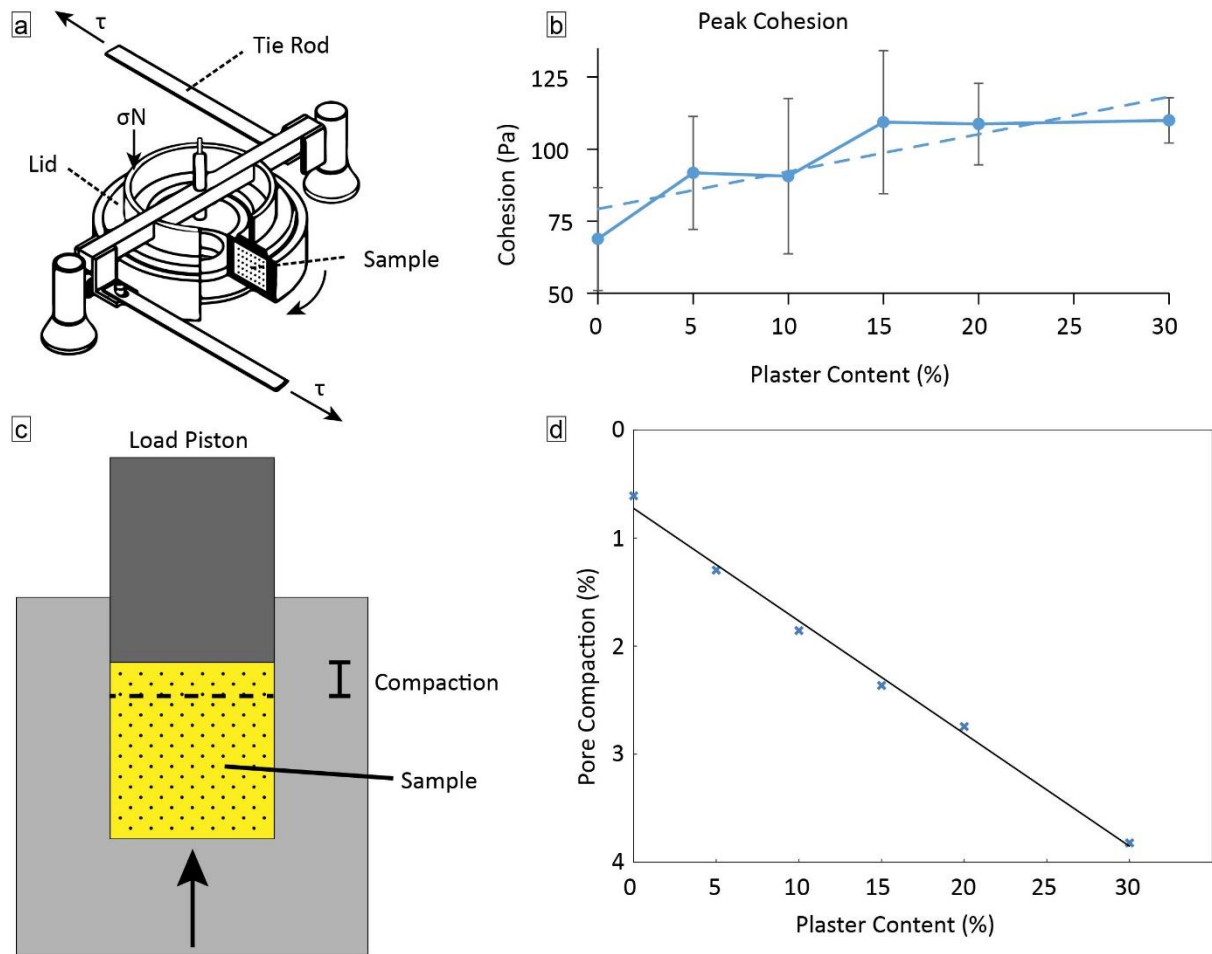 a
τ
Tie Rod
σN
Lid
Sample
τ
b
Peak Cohesion
Cohesion (Pa)
125
100
75
50
0 5 10 15 20 25 30
Plaster Content (%)
c
Load Piston
Compaction
Sample
d
Pore Compaction (%)
0
1
2
3
4
0 5 10 15 20 25 30
Plaster Content (%)